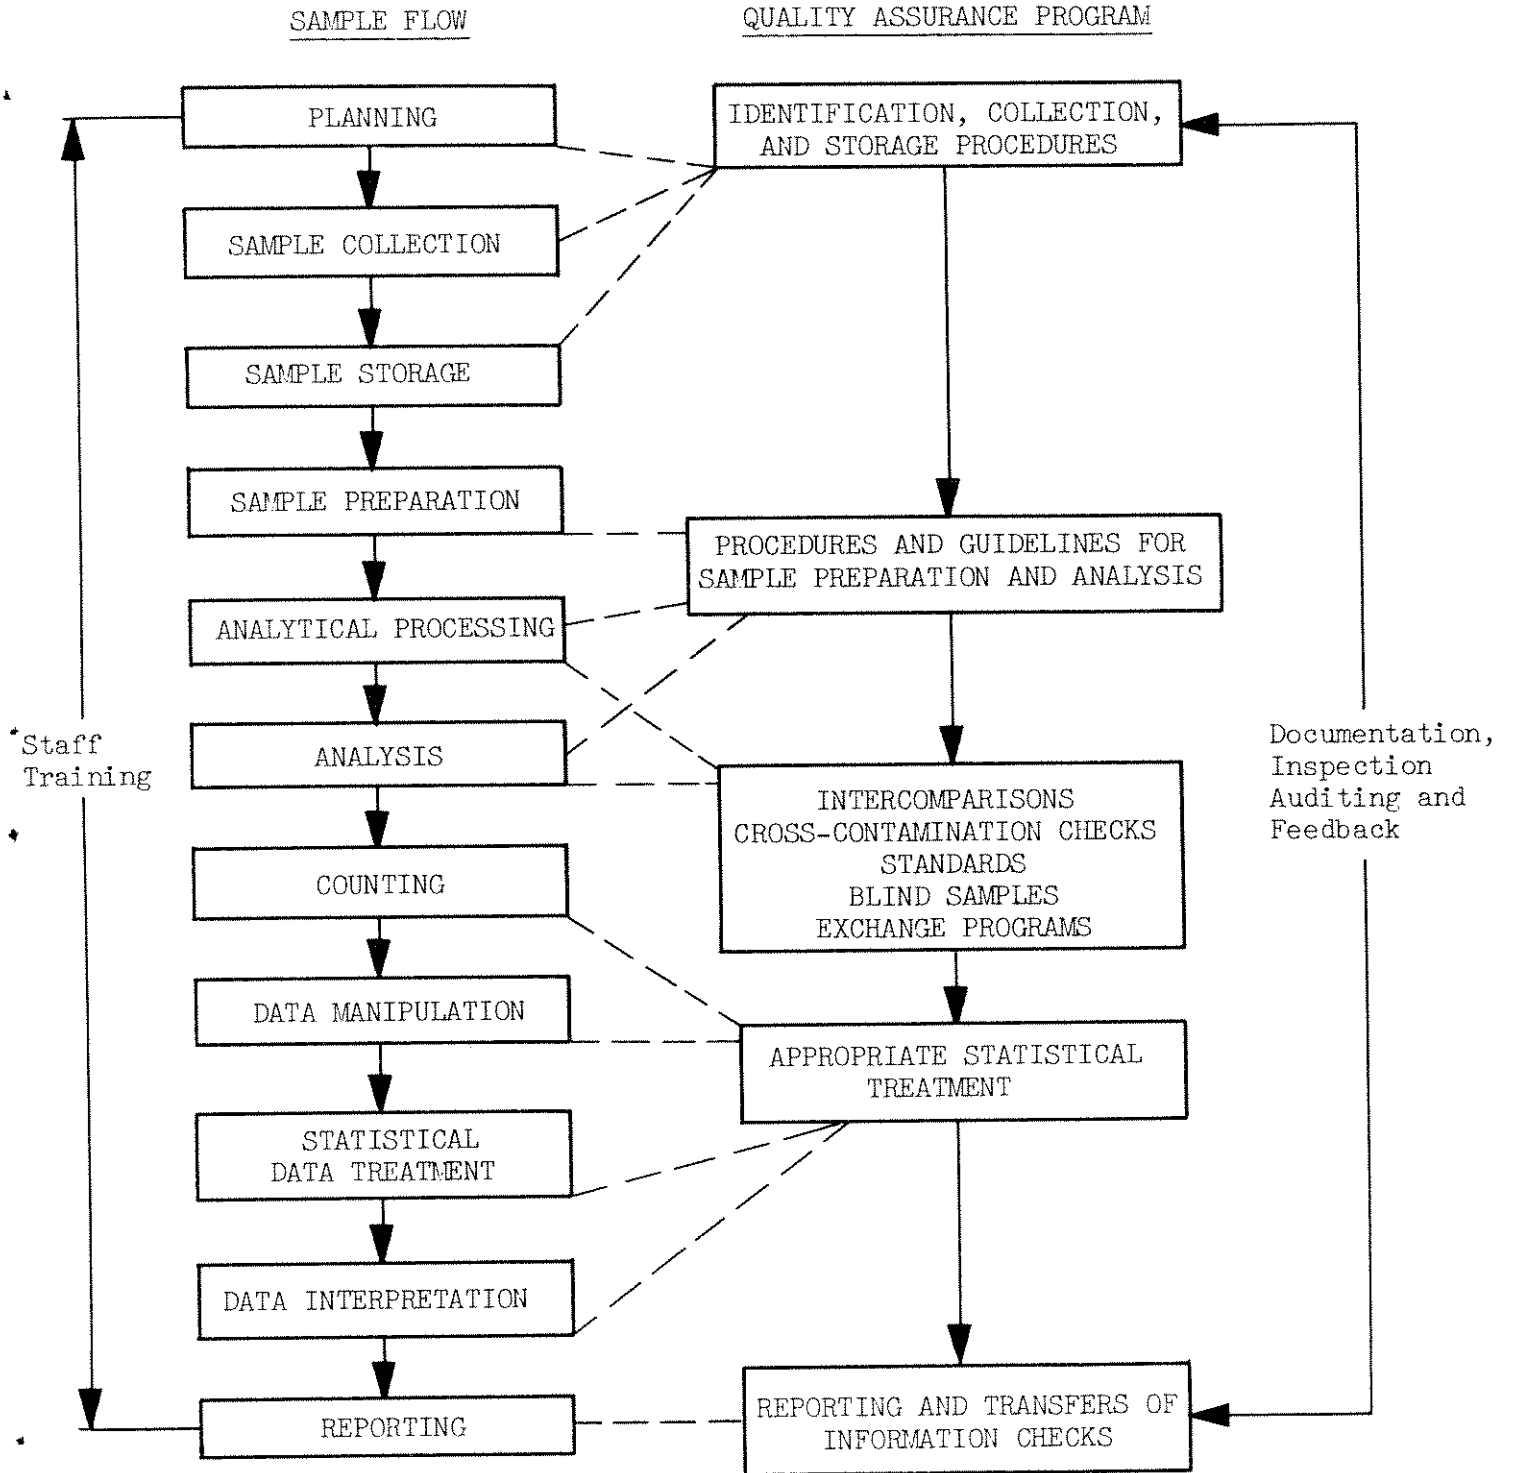 SAMPLE FLOW
PLANNING
SAMPLE COLLECTION
SAMPLE STORAGE
SAMPLE PREPARATION
ANALYTICAL PROCESSING
ANALYSIS
COUNTING
DATA MANIPULATION
STATISTICAL
DATA TREATMENT
DATA INTERPRETATION
REPORTING
Staff
Training
QUALITY ASSURANCE PROGRAM
IDENTIFICATION, COLLECTION,
AND STORAGE PROCEDURES
PROCEDURES AND GUIDELINES FOR
SAMPLE PREPARATION AND ANALYSIS
INTERCOMPARISONS
CROSS-CONTAMINATION CHECKS
STANDARDS
BLIND SAMPLES
EXCHANGE PROGRAMS
APPROPRIATE STATISTICAL
TREATMENT
REPORTING AND TRANSFERS OF
INFORMATION CHECKS
Documentation,
Inspection
Auditing and
Feedback